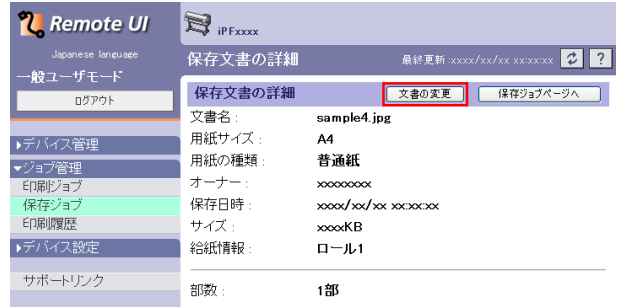 Remote UI
Japanese language
一般ユーザモード
ログアウト
▶デバイス管理
▼ジョブ管理
印刷ジョブ
保存ジョブ
印刷履歴
▶デバイス設定
サポートリンク
iPFxxxx
保存文書の詳細
最終更新 :xxxx/xx/xx xx:xx:xx
?
保存文書の詳細
文書の変更
保存ジョブページへ
文書名 : sample4.jpg
用紙サイズ : A4
用紙の種類 : 普通紙
オーナー : xxxxxxxx
保存日時 : xxxx/xx/xx xx:xx:xx
サイズ : xxxxKB
給紙情報 : ロール1
部数 : 1部